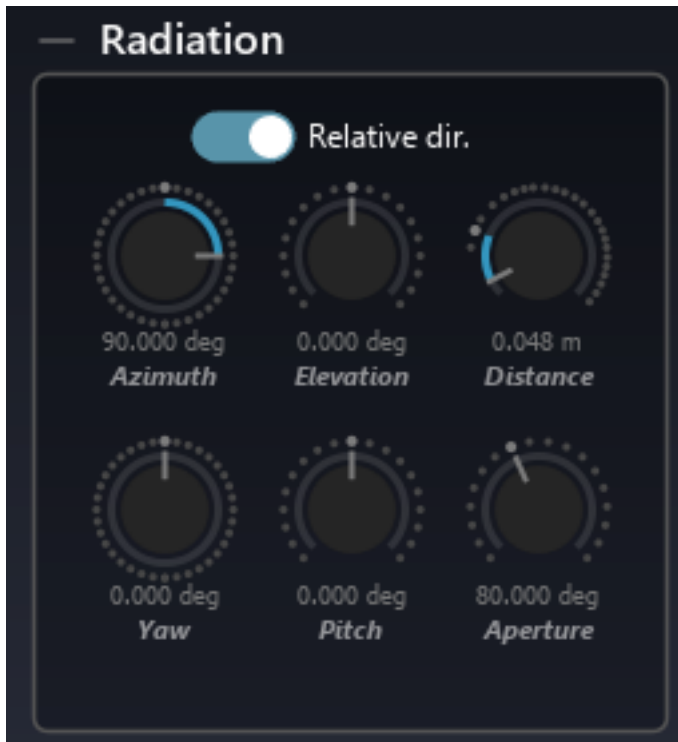 Radiation
Relative dir.
90.000 deg 0.000 deg 0.048 m
Azimuth Elevation Distance
0.000 deg 0.000 deg 80.000 deg
Yaw Pitch Aperture